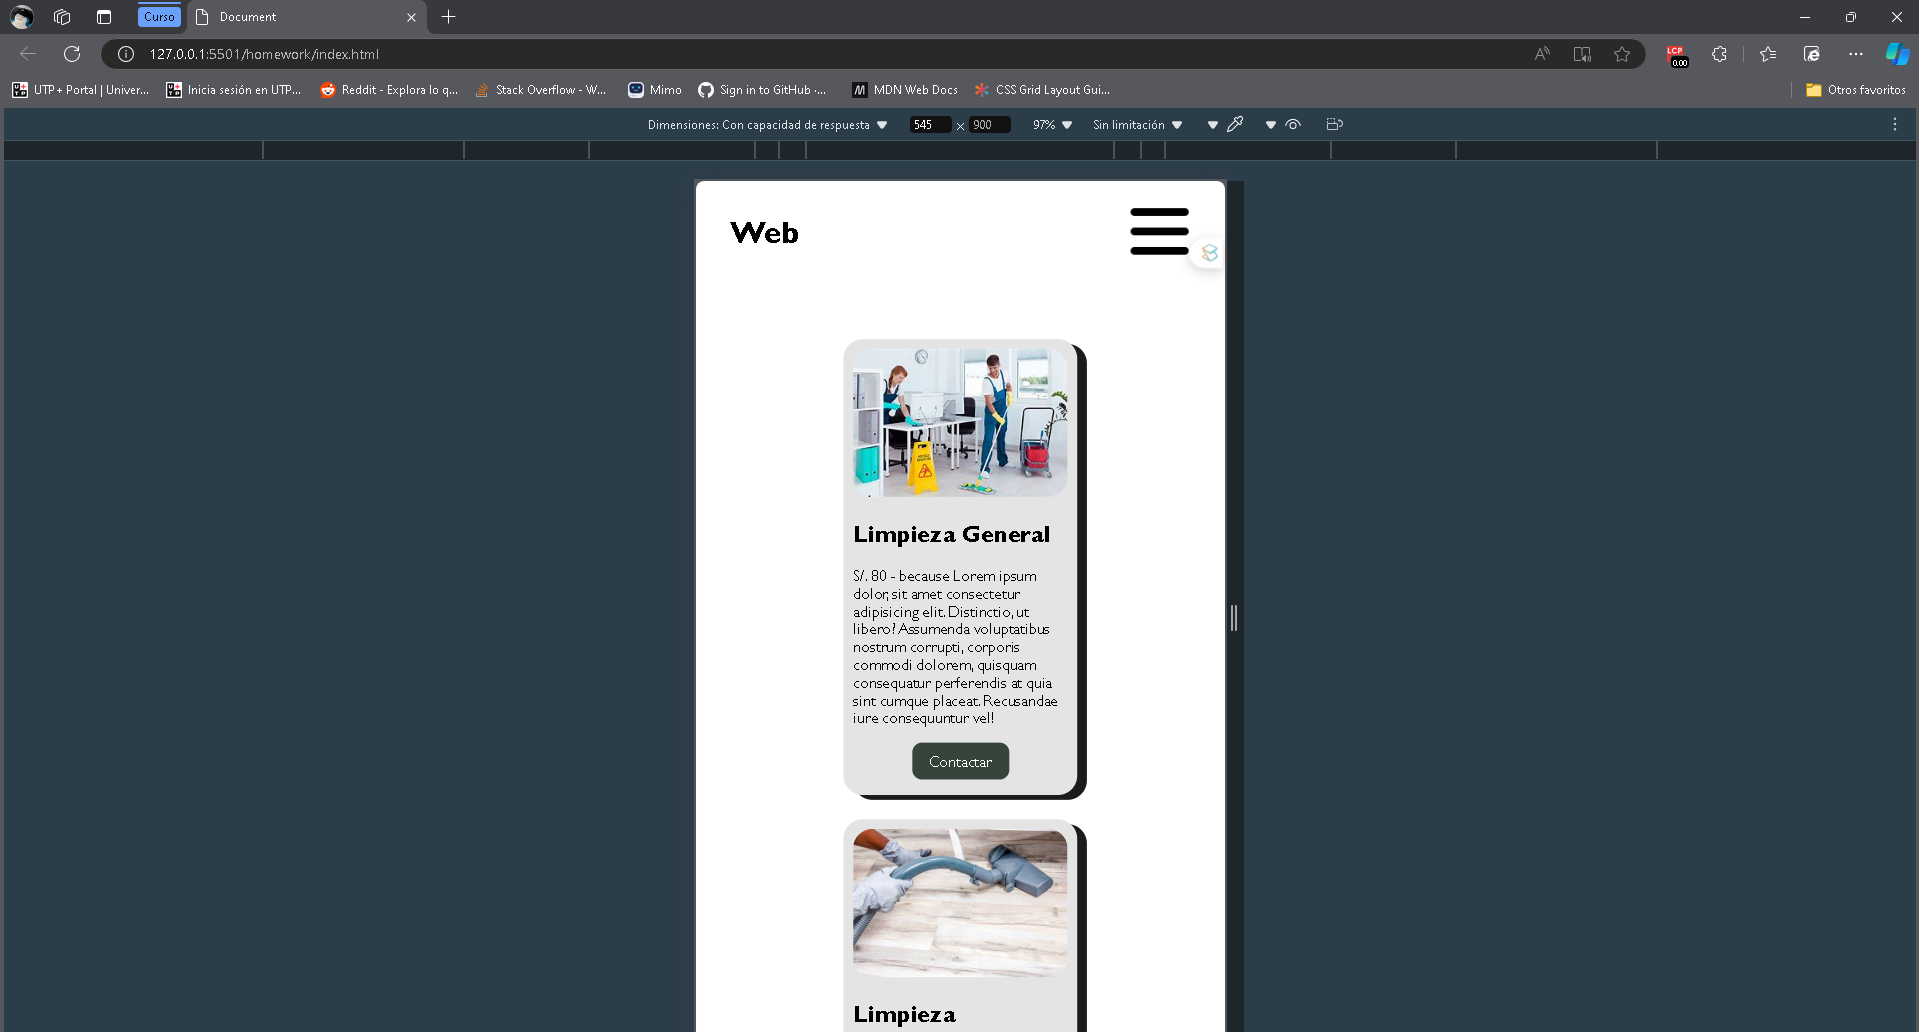 Curso
Document
127.0.0.1:5501/homework/index.html
LCP
0.00
UTP+ Portal | Univer...
Inicia sesión en UTP...
Reddit - Explora lo q...
Stack Overflow - W...
Mimo
Sign in to GitHub ·...
MDN Web Docs
CSS Grid Layout Gui...
Otros favoritos
Dimensiones: Con capacidad de respuesta
545 × 900
97%
Sin limitación
Web
Limpieza General
S/. 80 - because Lorem ipsum
dolor, sit amet consectetur
adipisicing elit. Distinctio, ut
libero? Assumenda voluptatibus
nostrum corrupti, corporis
commodi dolorem, quisquam
consequatur perferendis at quia
sint cumque placeat. Recusandae
iure consequuntur vel!
Contactar
Limpieza